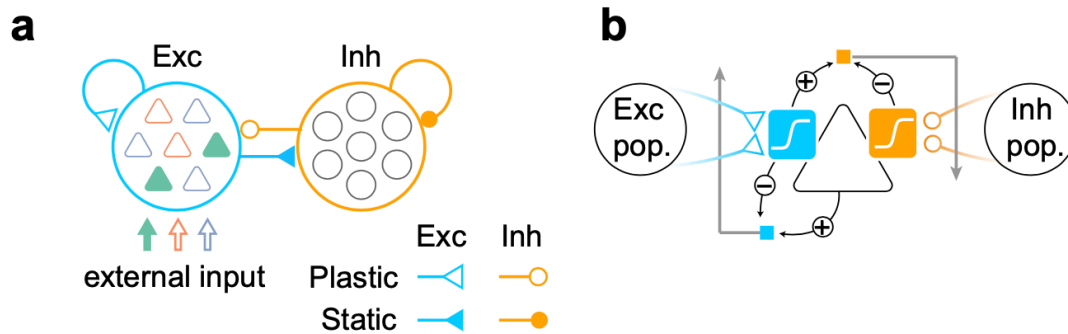 a
Exc Inh
external input
Exc Inh
Plastic
Static
b
Exc
pop.
+ −
− +
Inh
pop.